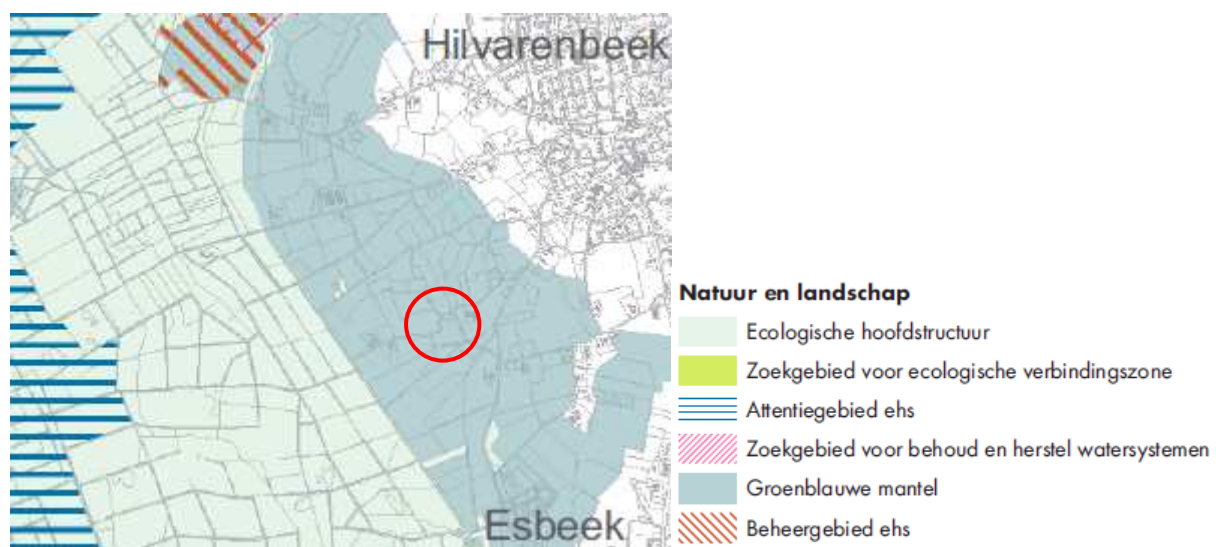 Hilvarenbeek
Esbeek
Natuur en landschap
Ecologische hoofdstructuur
Zoekgebied voor ecologische verbindingszone
Attentiegebied ehs
Zoekgebied voor behoud en herstel watersystemen
Groenblauwe mantel
Beheergebied ehs